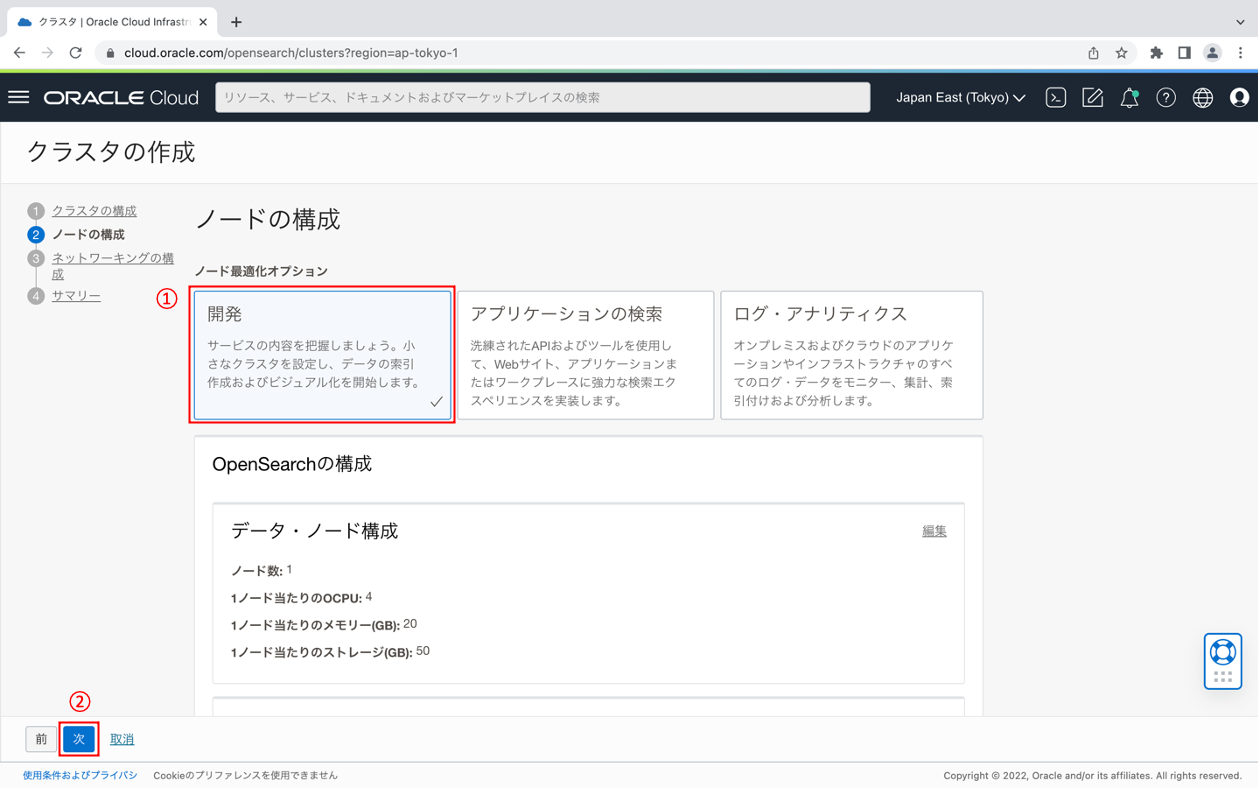 クラスタ | Oracle Cloud Infrastru
cloud.oracle.com/opensearch/clusters?region=ap-tokyo-1
ORACLE Cloud
リソース、サービス、ドキュメントおよびマーケットプレイスの検索
Japan East (Tokyo)
クラスタの作成
1 クラスタの構成
2 ノードの構成
3 ネットワーキングの構
成
4 サマリー
ノードの構成
ノード最適化オプション
①
開発
サービスの内容を把握しましょう。小
さなクラスタを設定し、データの索引
作成およびビジュアル化を開始します。
アプリケーションの検索
洗練されたAPIおよびツールを使用し
て、Webサイト、アプリケーションま
たはワークプレースに強力な検索エク
スペリエンスを実装します。
ログ・アナリティクス
オンプレミスおよびクラウドのアプリケ
ーションやインフラストラクチャのすべ
てのログ・データをモニター、集計、索
引付けおよび分析します。
OpenSearchの構成
データ・ノード構成
編集
ノード数: 1
1ノード当たりのOCPU: 4
1ノード当たりのメモリー(GB): 20
1ノード当たりのストレージ(GB): 50
②
前 次 取消
使用条件およびプライバシ Cookieのプリファレンスを使用できません
Copyright © 2022, Oracle and/or its affiliates. All rights reserved.